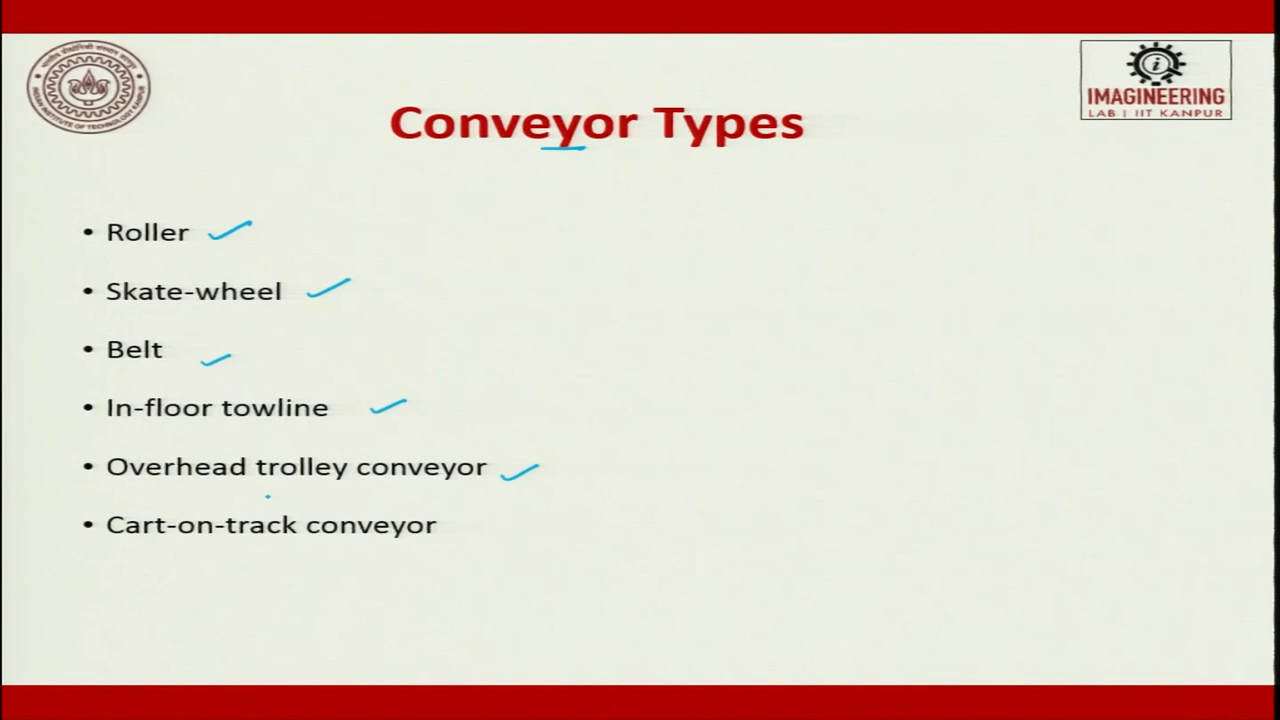 IMAGINEERING
LAB | IIT KANPUR
Conveyor Types
• Roller
• Skate-wheel
• Belt
• In-floor towline
• Overhead trolley conveyor
• Cart-on-track conveyor